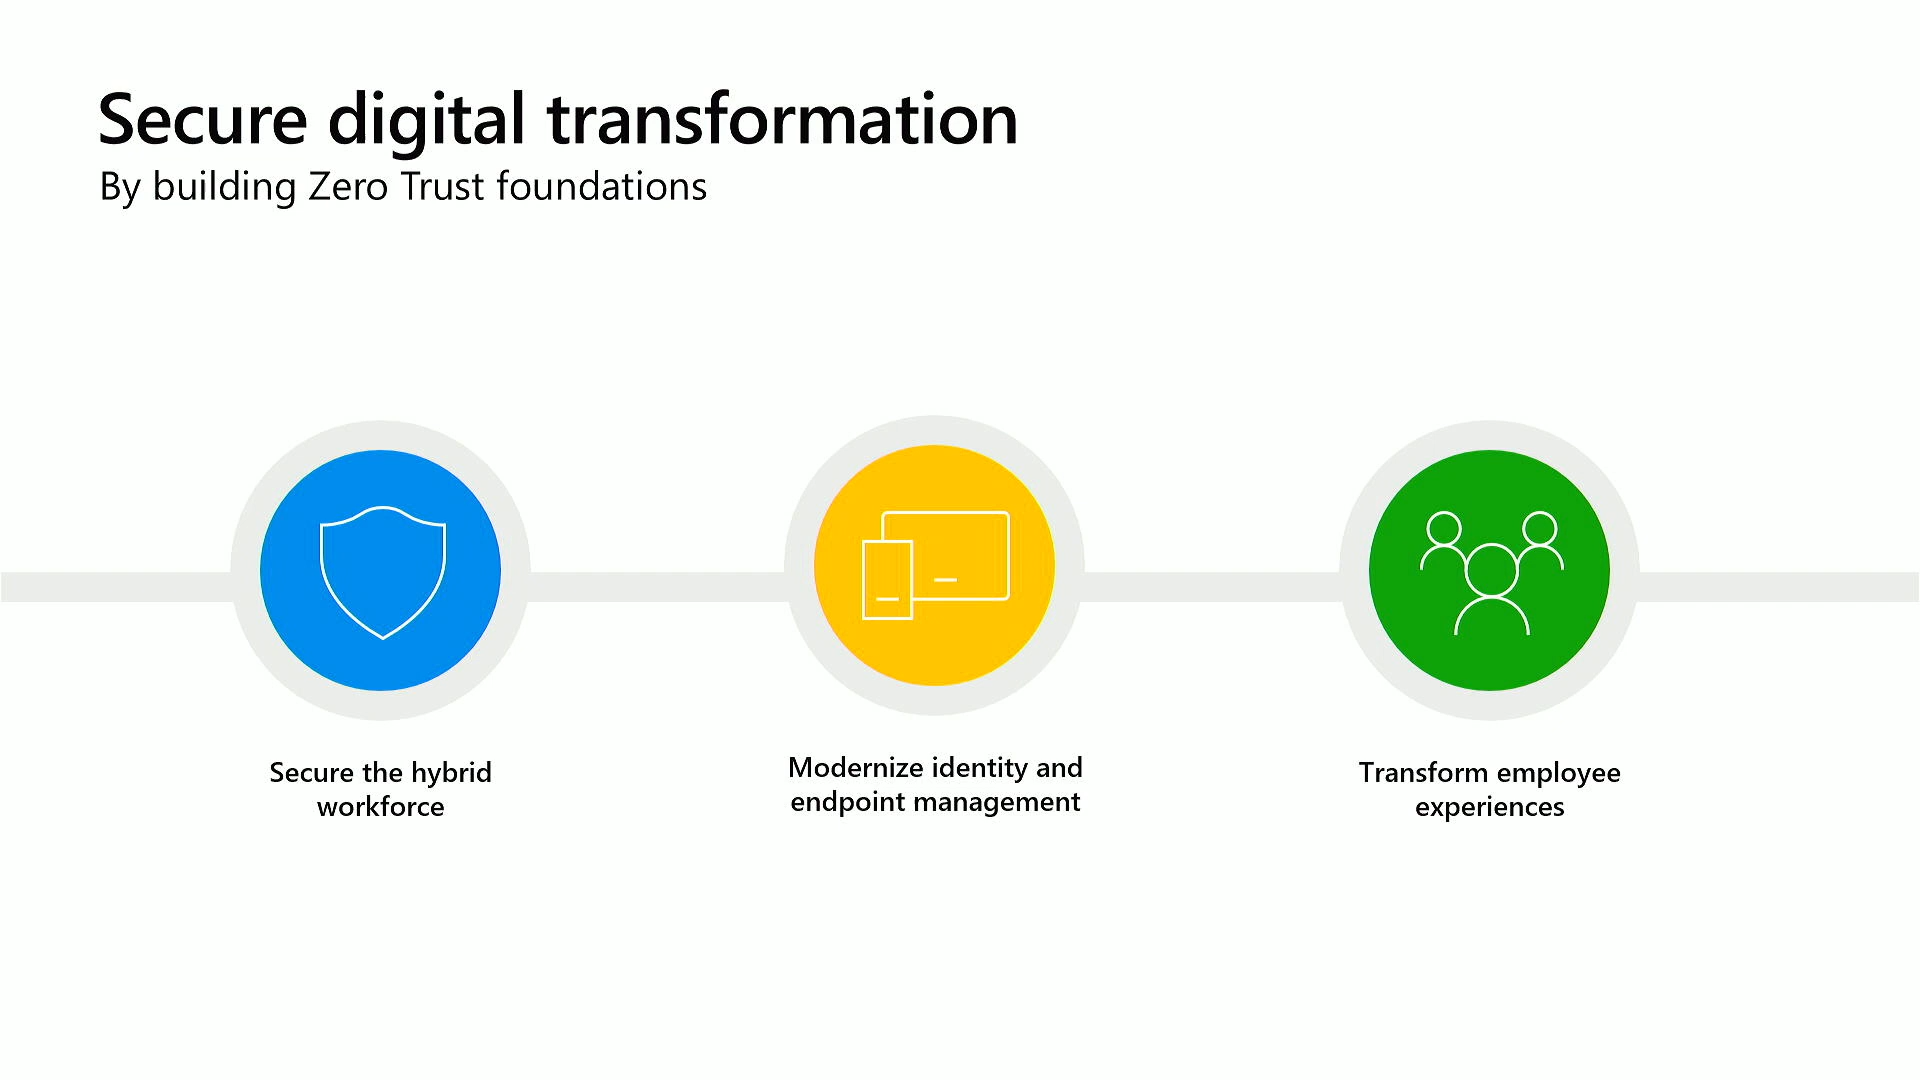 Secure digital transformation
By building Zero Trust foundations
Secure the hybrid
workforce
Modernize identity and
endpoint management
Transform employee
experiences